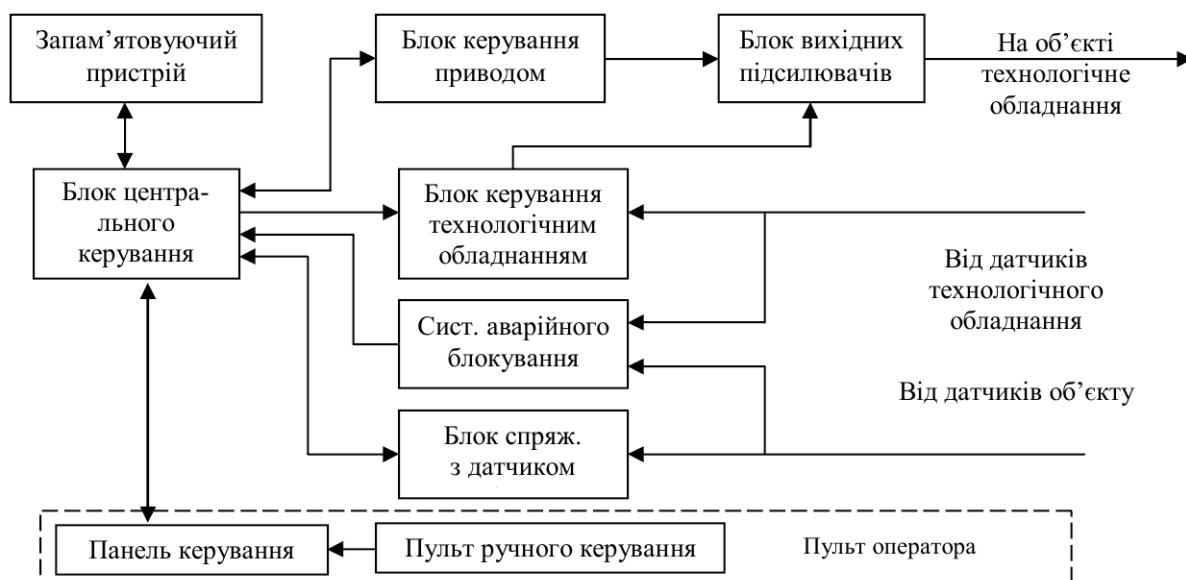 Запам’ятовуючий
пристрій
Блок керування
приводом
Блок вихідних
підсилювачів
На об’єкті
технологічне
обладнання
Блок центра-
льного
керування
Блок керування
технологічним
обладнанням
Від датчиків
технологічного
обладнання
Сист. аварійного
блокування
Від датчиків об’єкту
Блок спряж.
з датчиком
Панель керування
Пульт ручного керування
Пульт оператора